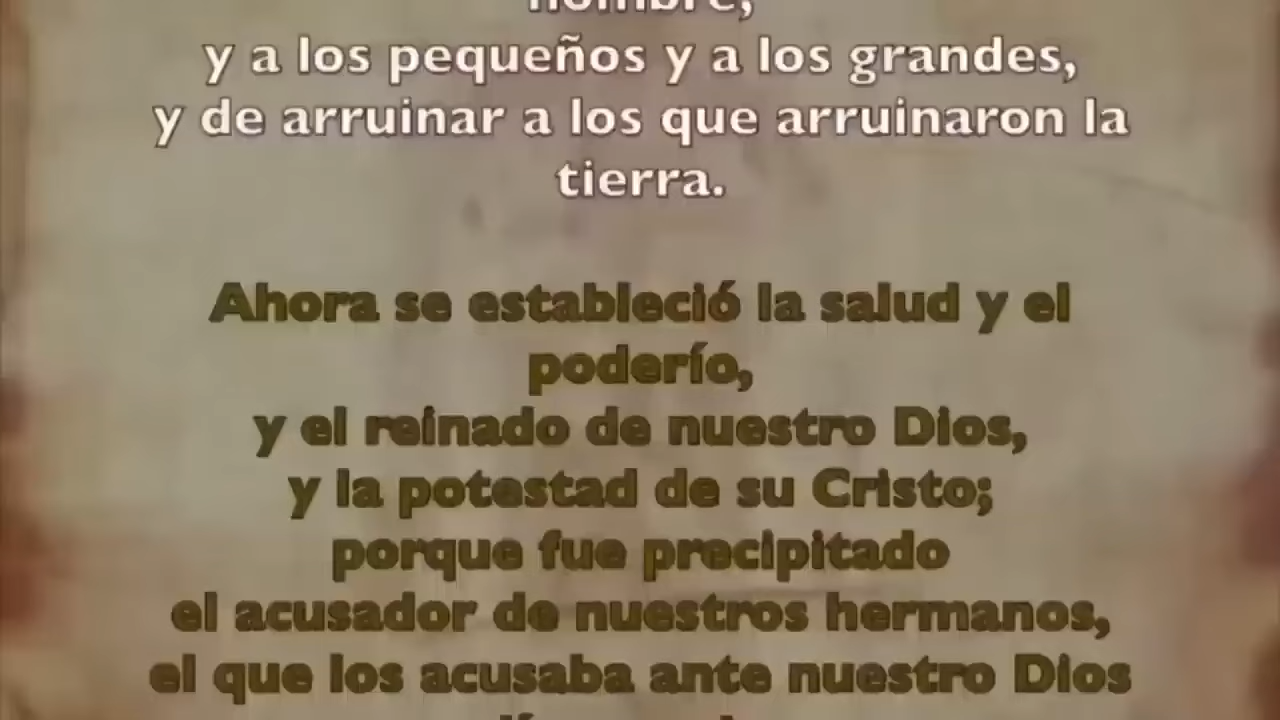 nombre,
y a los pequeños y a los grandes,
y de arruinar a los que arruinaron la
tierra.
Ahora se estableció la salud y el
poderío,
y el reinado de nuestro Dios,
y la potestad de su Cristo;
porque fue precipitado
el acusador de nuestros hermanos,
el que los acusaba ante nuestro Dios